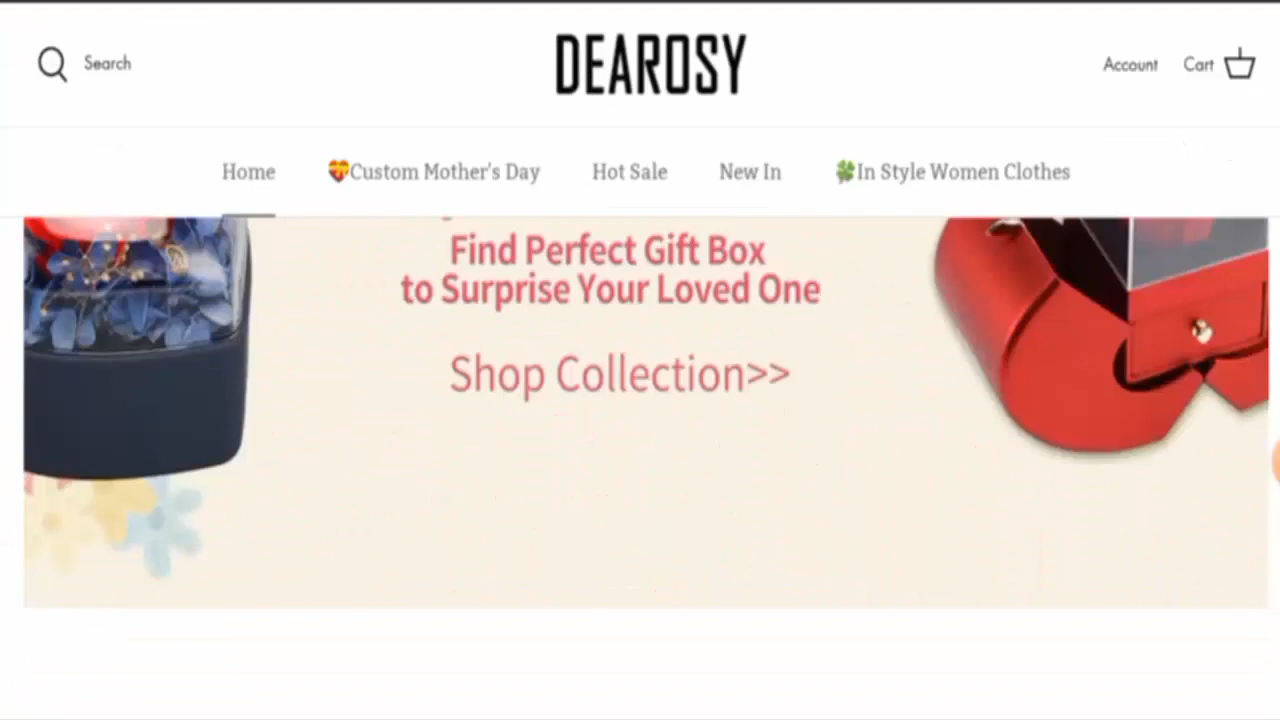 Search
DEAROSY
Account
Cart
Home
💝Custom Mother's Day
Hot Sale
New In
🍀In Style Women Clothes
Find Perfect Gift Box
to Surprise Your Loved One
Shop Collection>>